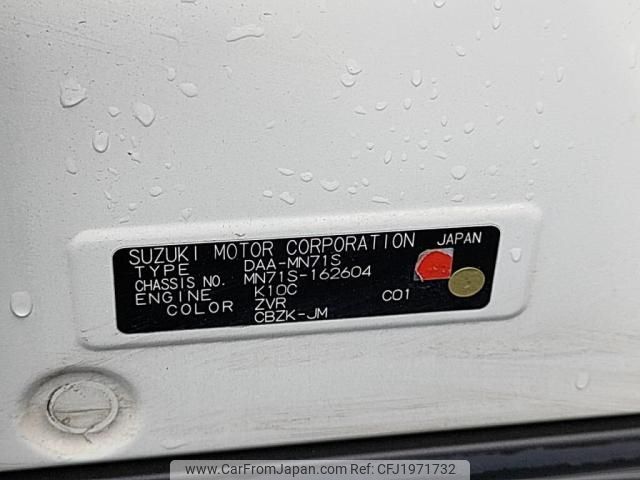 SUZUKI MOTOR CORPORATION JAPAN
TYPE DAA-MN71S
CHASSIS NO. MN71S-162604
ENGINE K10C C01
COLOR ZVR
CBZK-JM
www.CarFromJapan.com | Car Ref: CFJ1971732